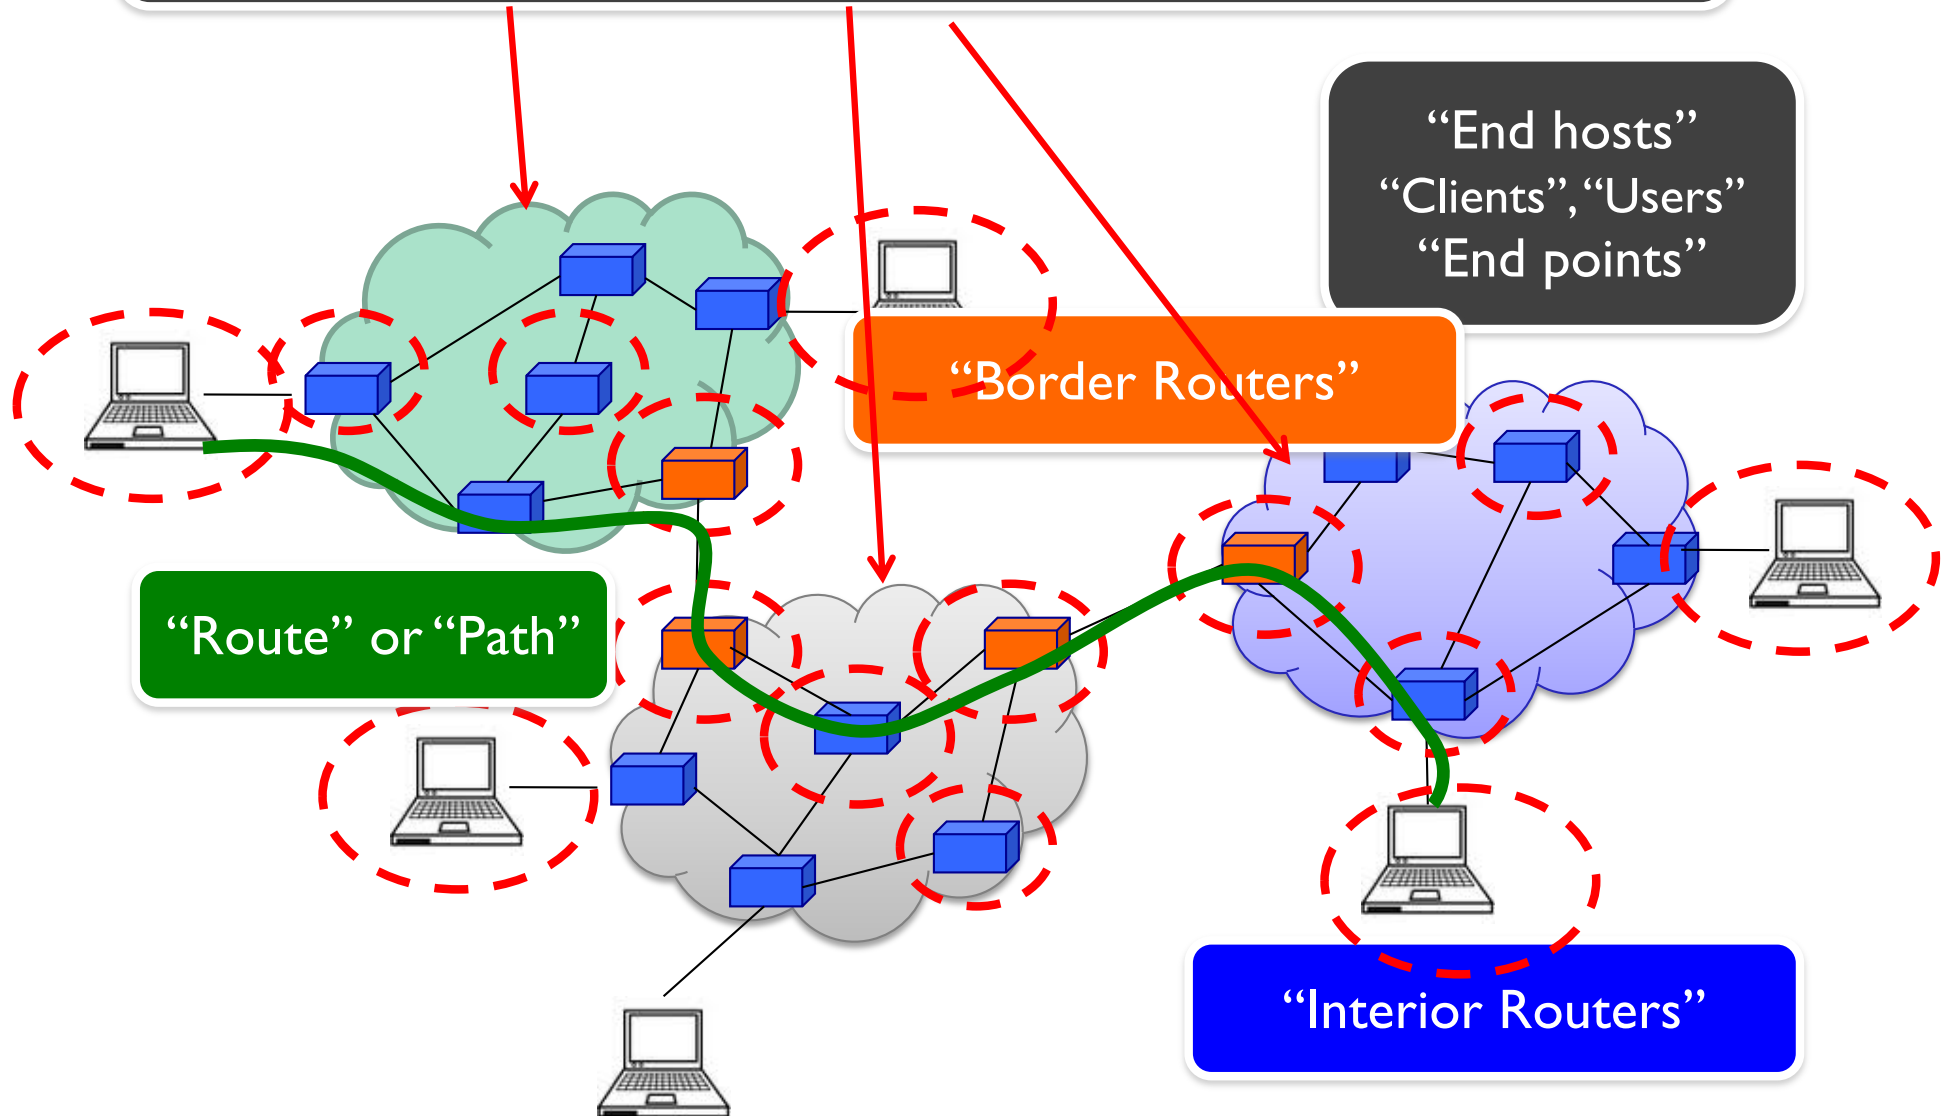 “End hosts”
“Clients”, “Users”
“End points”
“Border Routers”
“Route” or “Path”
“Interior Routers”